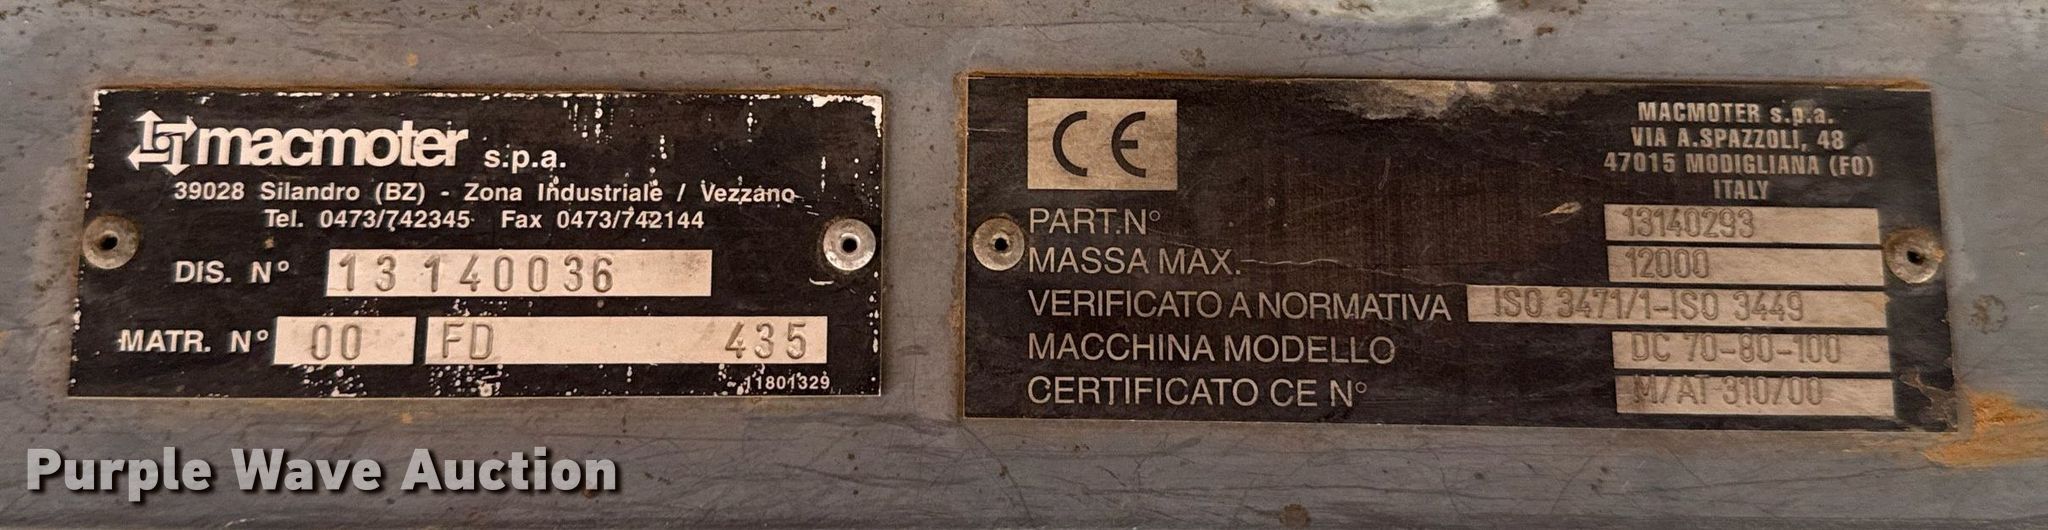 macmoter s.p.a.
39028 Silandro (BZ) - Zona Industriale / Vezzano
Tel. 0473/742345 Fax 0473/742144
DIS. N° 13140036
MATR. N° 00 FD 435
11801329
CE
MACMOTER s.p.a.
VIA A.SPAZZOLI, 48
47015 MODIGLIANA (FO)
ITALY
PART.N° 13140293
MASSA MAX. 12000
VERIFICATO A NORMATIVA ISO 3471/1-ISO 3449
MACCHINA MODELLO DC 70-80-100
CERTIFICATO CE N° M/AT 310/00
Purple Wave Auction